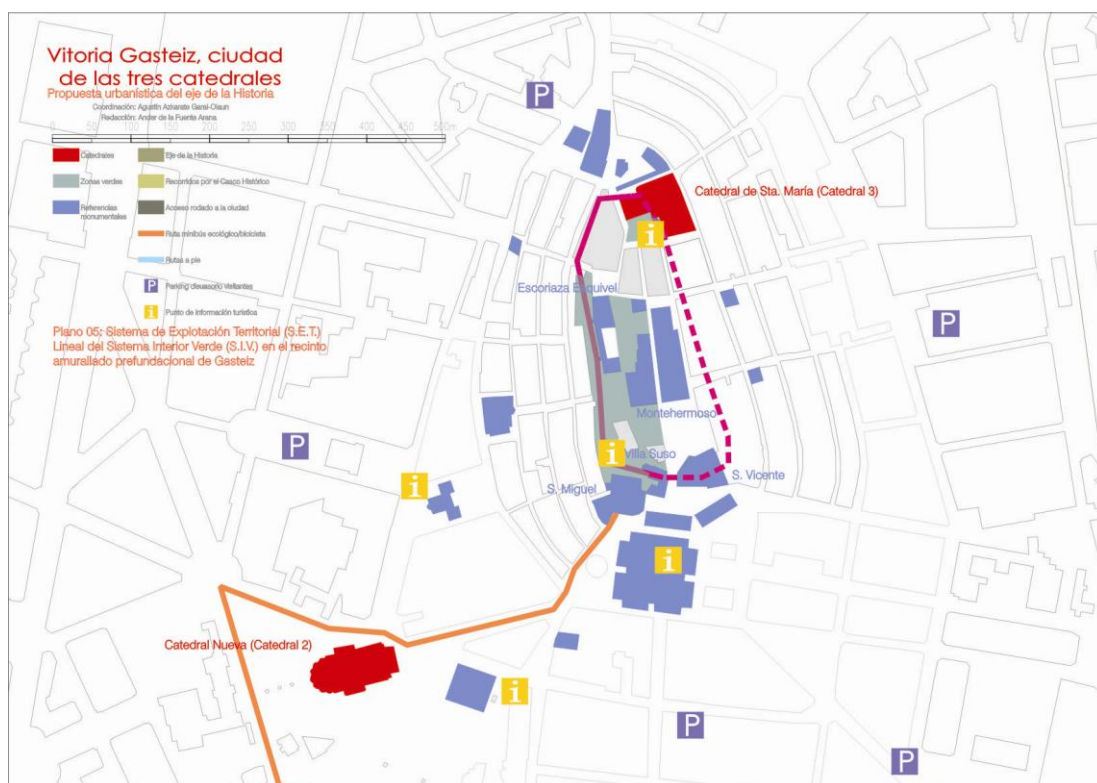 Vitoria Gasteiz, ciudad
de las tres catedrales
Propuesta urbanística del eje de la Historia
Coordinación: Agustín Azkarate Garai-Olaun
Redacción: Ander de la Fuente Arana
0 50 100 150 200 250 300 350 400 450 500m
Catedrales
Eje de la Historia
Zonas verdes
Recorridos por el Casco Histórico
Referencias
monumentales
Acceso rodado a la ciudad
Ruta minibús ecológico/bicicleta
Rutas a pie
P
Parking disuasorio visitantes
i
Punto de información turística
Plano 05: Sistema de Explotación Territorial (S.E.T.)
Lineal del Sistema Interior Verde (S.I.V.) en el recinto
amurallado prefundacional de Gasteiz
P
Catedral de Sta. María (Catedral 3)
i
Escoriaza Esquivel
P
Montehermoso
P
i
Villa Suso
S. Vicente
i
S. Miguel
i
Catedral Nueva (Catedral 2)
i
P
P